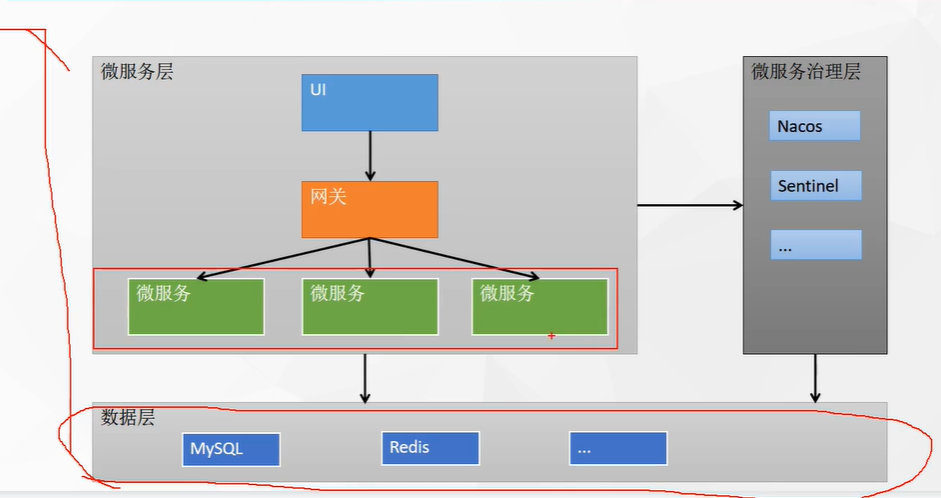 微服务层
UI
网关
微服务
微服务
微服务
微服务治理层
Nacos
Sentinel
...
数据层
MySQL
Redis
...